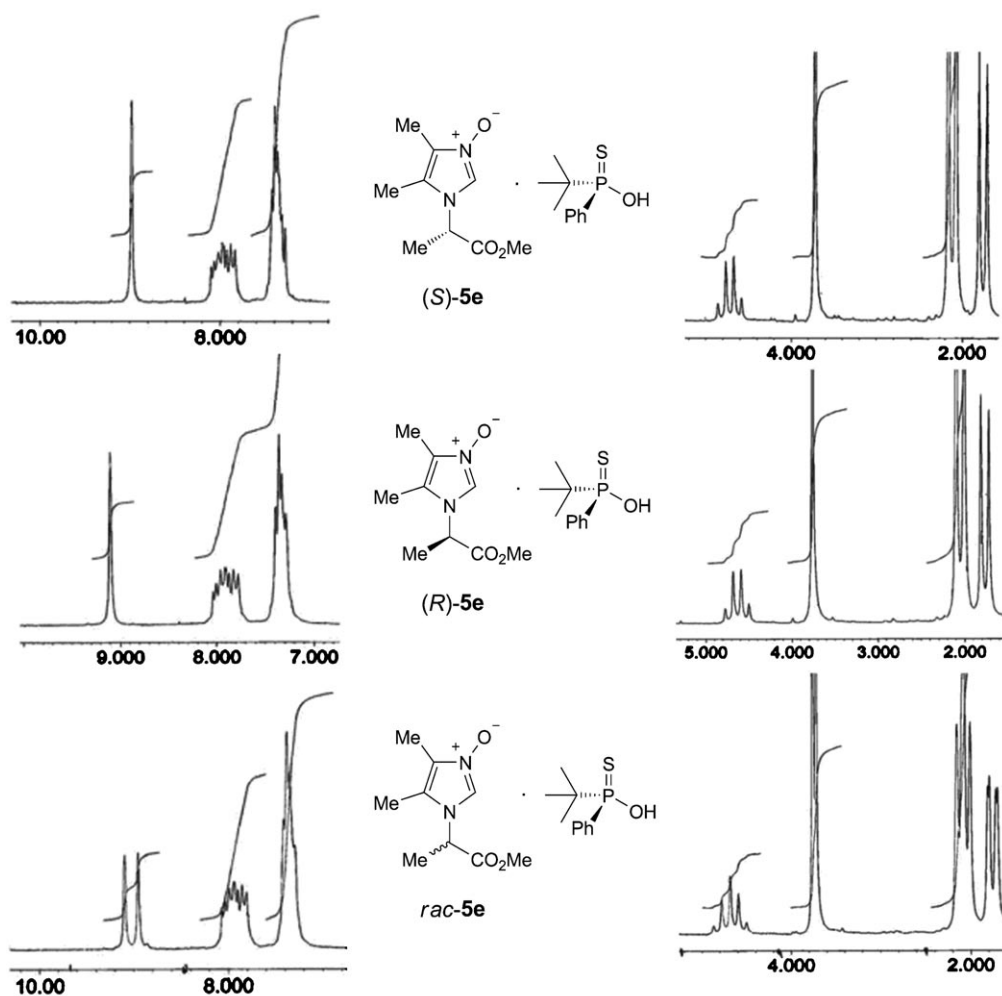 O⁻
S
Me
N⁺
P
OH
Ph
Me
N
Me
CO₂Me
(S)-5e
10.00 8.000
4.000 2.000
O⁻
S
Me
N⁺
P
OH
Ph
Me
N
Me
CO₂Me
(R)-5e
9.000 8.000 7.000
5.000 4.000 3.000 2.000
O⁻
S
Me
N⁺
P
OH
Ph
Me
N
Me
CO₂Me
rac-5e
10.00 8.000
4.000 2.000